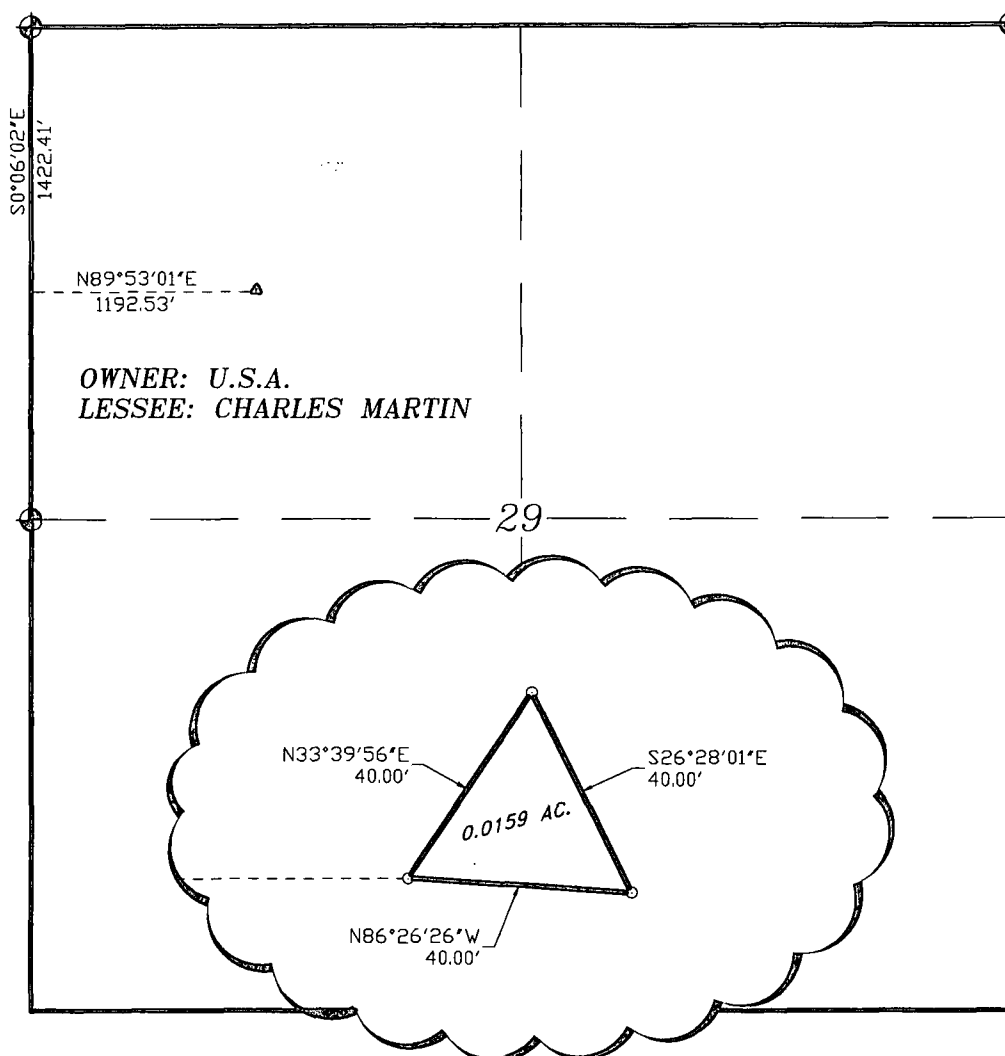 S0°06'02"E
1422.41'
N89°53'01"E
1192.53'
OWNER: U.S.A.
LESSEE: CHARLES MARTIN
29
N33°39'56"E
40.00'
S26°28'01"E
40.00'
0.0159 AC.
N86°26'26"W
40.00'